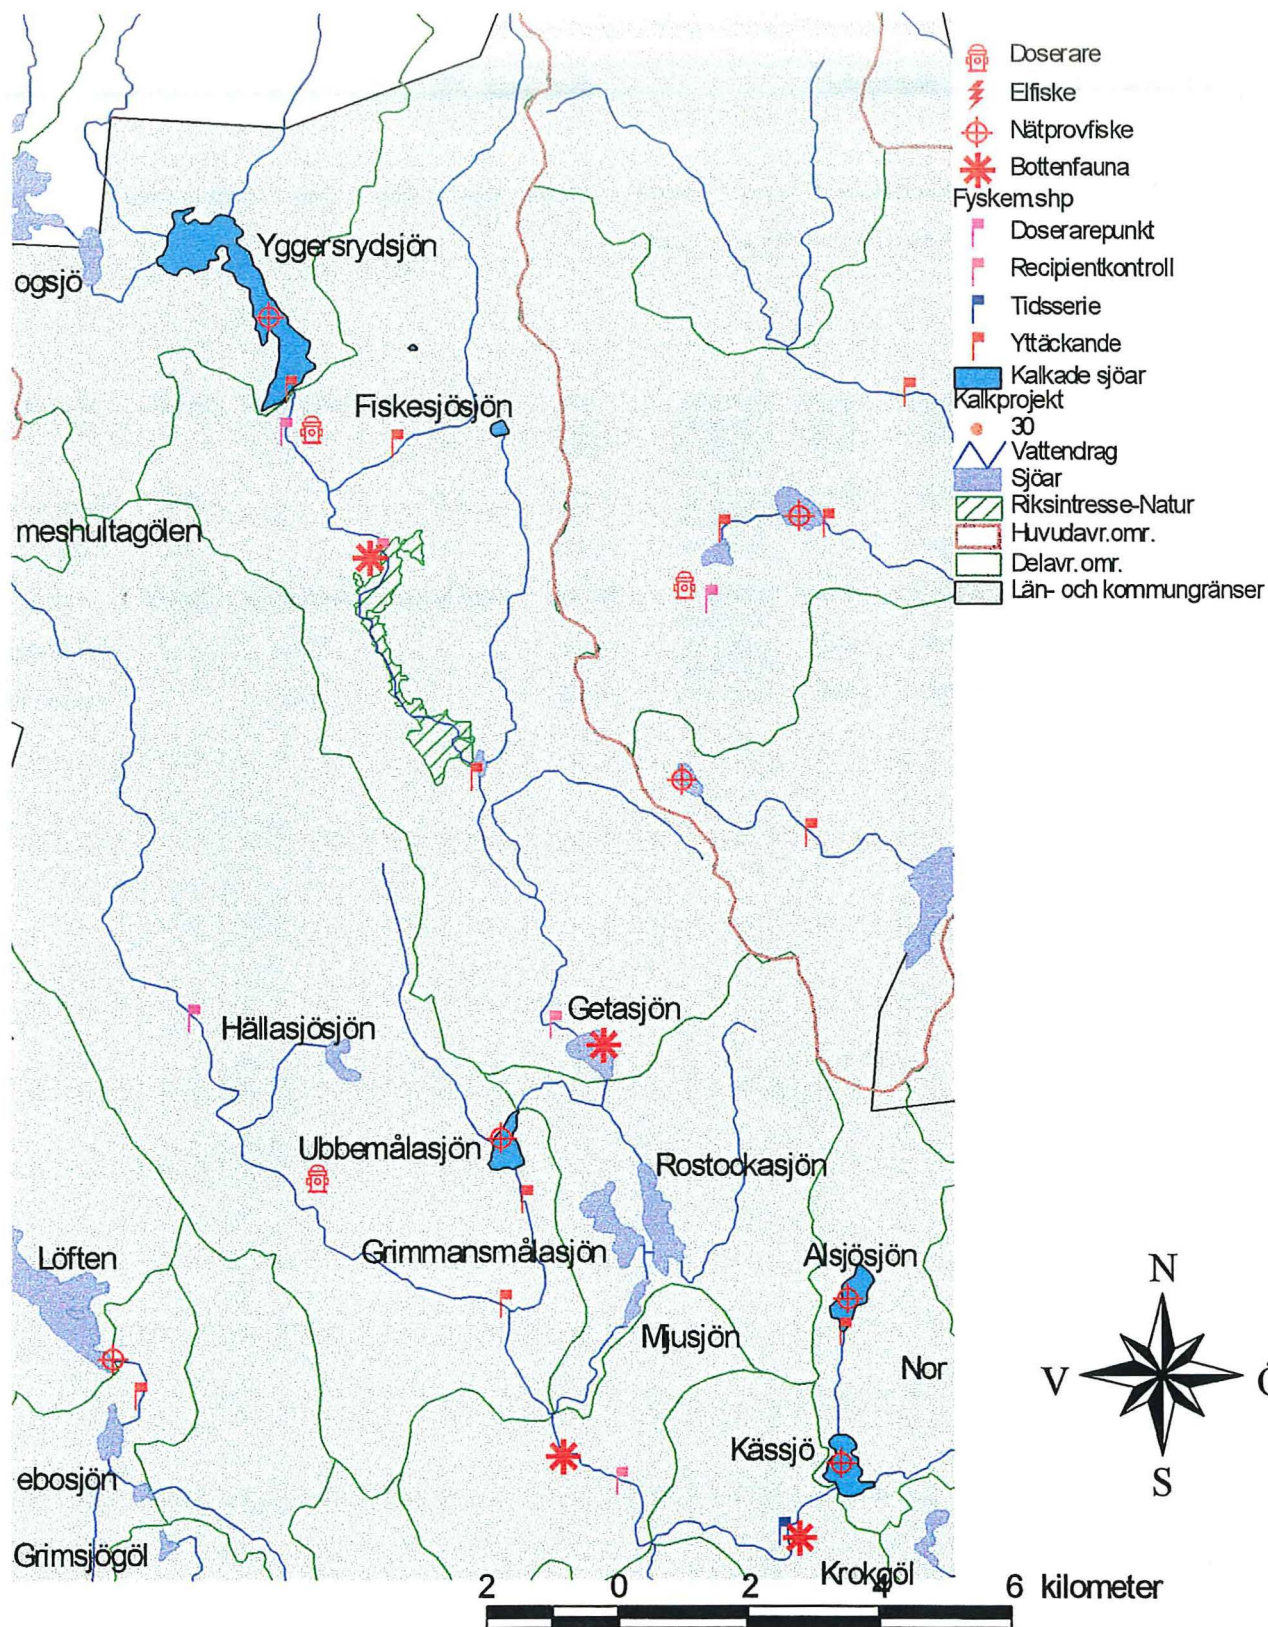 Doserare
Elfiske
Nätprovfiske
Bottenfauna
Fyskem.shp
Doserarepunkt
Recipientkontroll
Tidsserie
Yttäckande
Kalkade sjöar
Kalkprojekt
30
Vattendrag
Sjöar
Riksintresse-Natur
Huvudavr.omr.
Delavr.omr.
Län- och kommungränser
Yggersrydsjön
ogsjö
Fiskesjösjön
meshultagölen
Getasjön
Hällasjösjön
Ubbemålasjön
Rostockasjön
Löften
Grimmansmålasjön
Alsjösjön
Mjusjön
Nor
Kässjö
ebosjön
Grimsjögöl
Krokgöl
N
V
Ö
S
2 0 2 4 6 kilometer